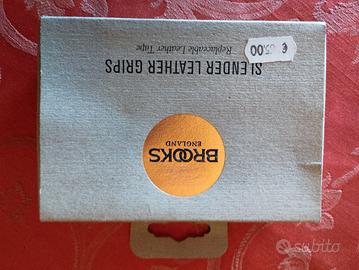 BROOKS
ENGLAND
SLENDER LEATHER GRIPS
Replaceable Leather Tape
subito